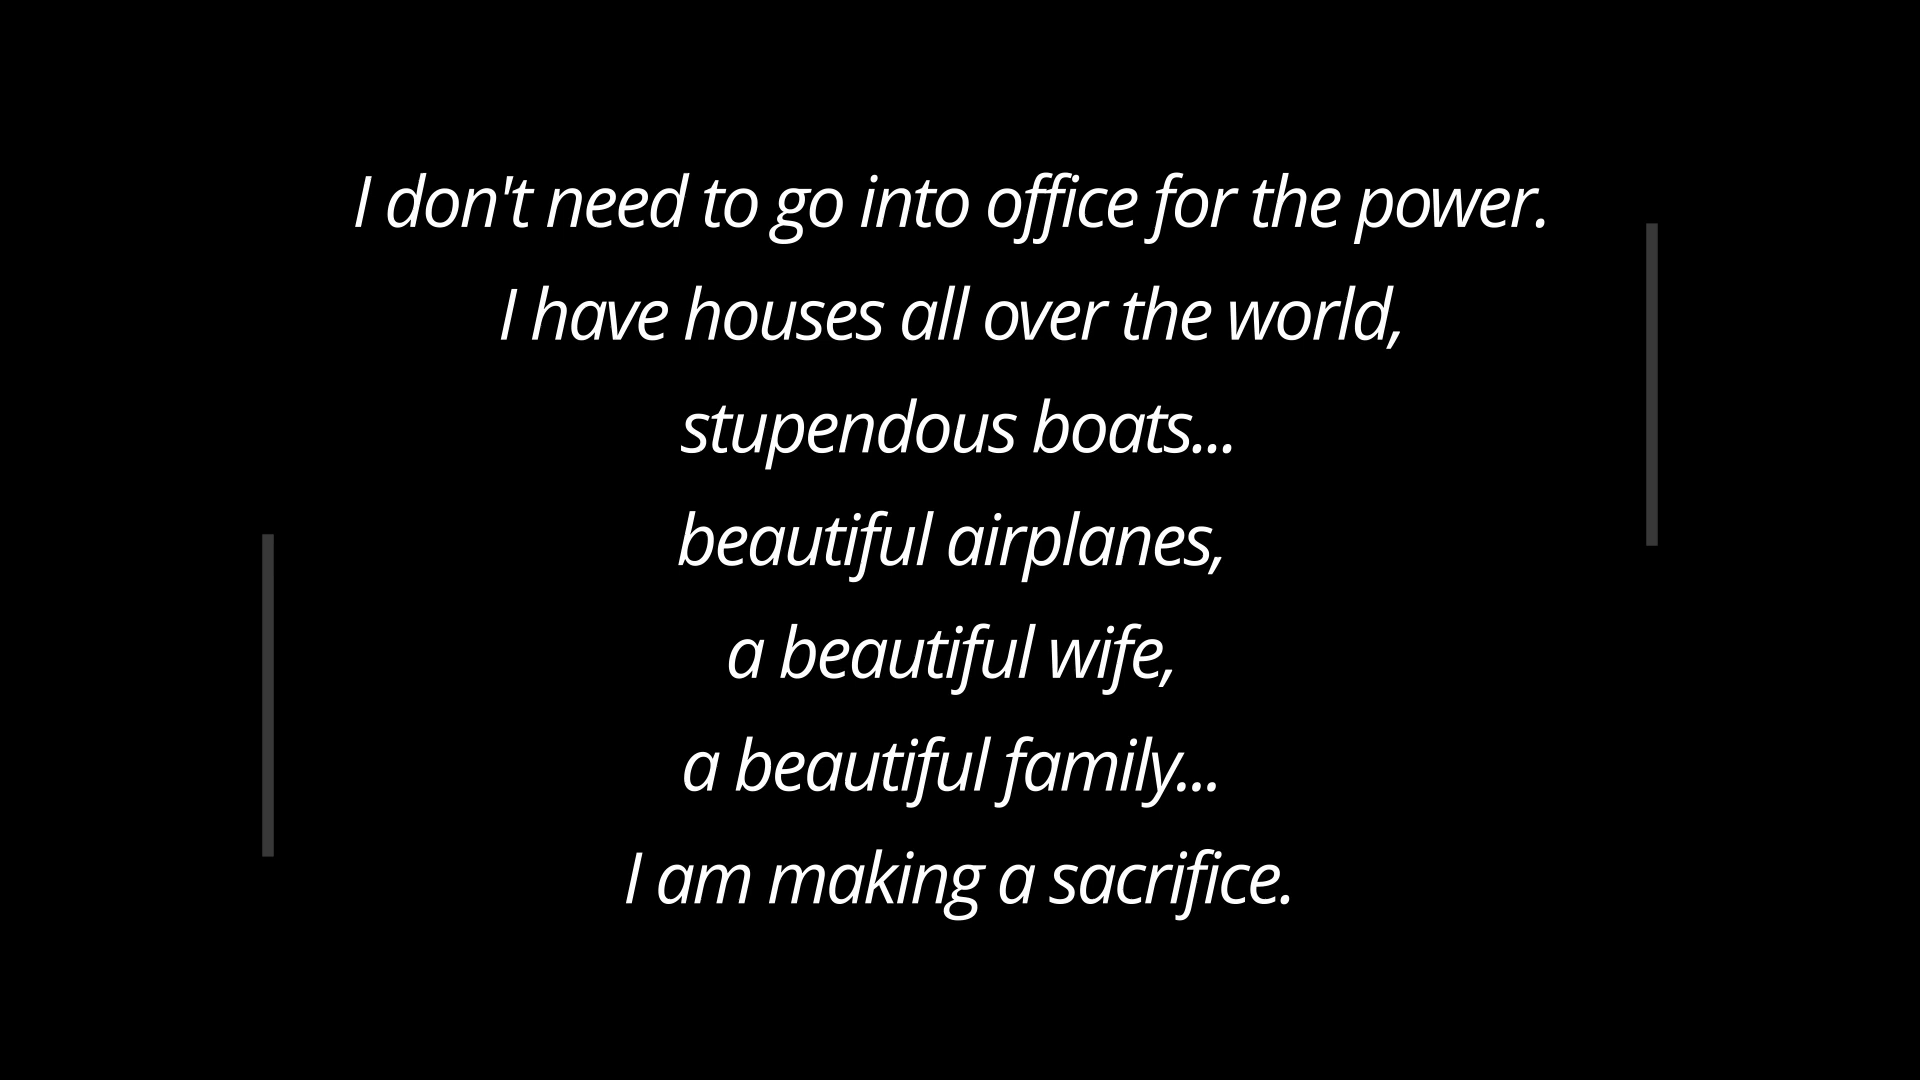 I don't need to go into office for the power.
I have houses all over the world,
stupendous boats...
beautiful airplanes,
a beautiful wife,
a beautiful family...
I am making a sacrifice.